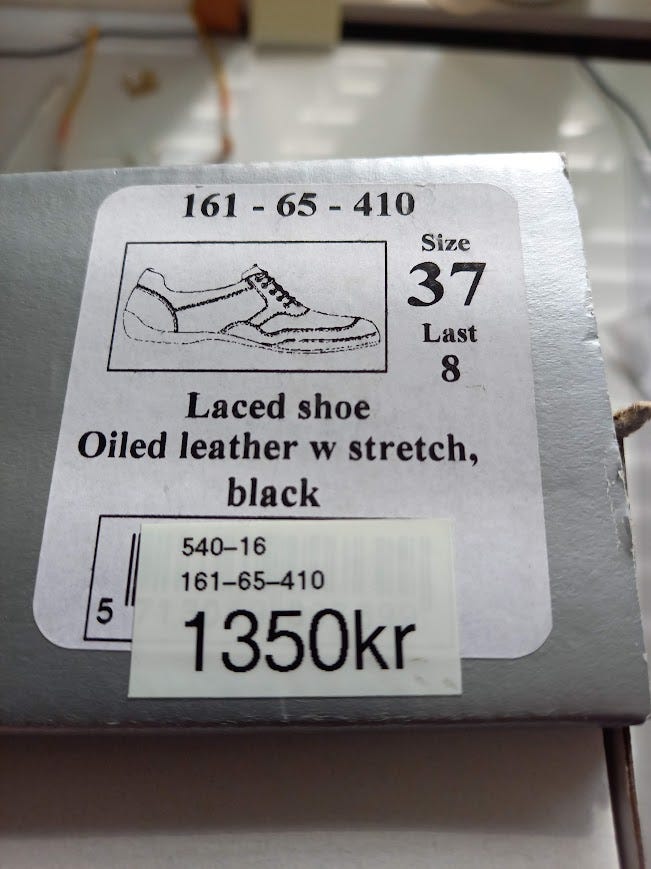 161 - 65 - 410
Size
37
Last
8
Laced shoe
Oiled leather w stretch,
black
5
540-16
161-65-410
1350kr